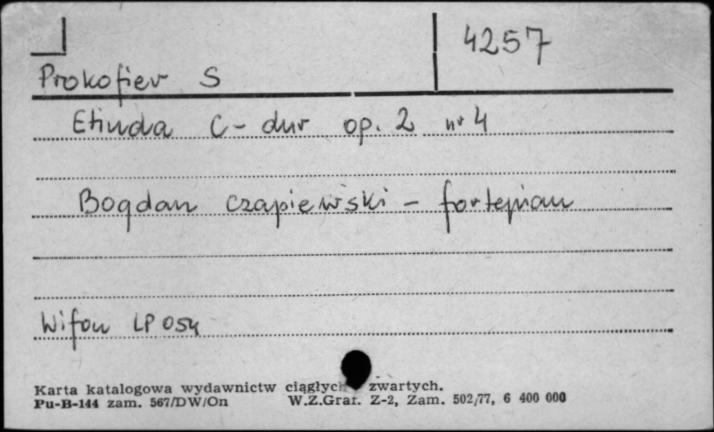 4257
Prokofiev S
Etiuda C-dur op. 2 nr 4
Bogdan Czapiewski - fortepian
Wifon LP 054
Karta katalogowa wydawnictw ciągłych zwartych.
Pu-B-144 zam. 567/DW/On W.Z.Graf. Z-2, Zam. 502/77, 6 400 000